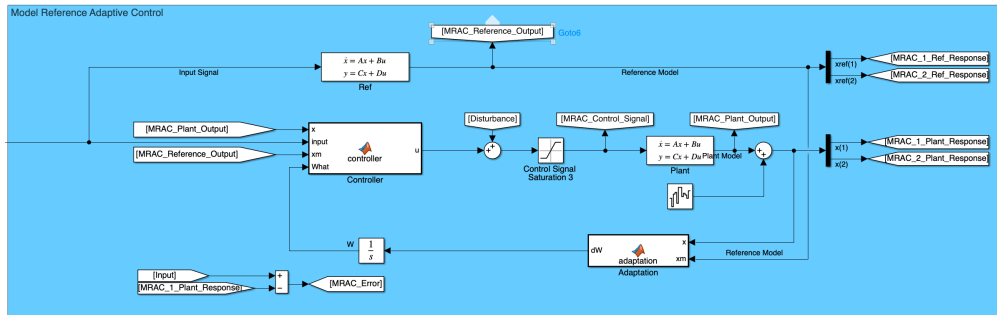 Model Reference Adaptive Control
[MRAC_Reference_Output]
Goto6
ẋ = Ax + Bu
y = Cx + Du
Ref
Input Signal
Reference Model
xref(1)
xref(2)
[MRAC_1_Ref_Response]
[MRAC_2_Ref_Response]
[MRAC_Plant_Output]
[MRAC_Reference_Output]
x
input
xm
What
controller
u
Controller
[Disturbance]
+
+
Control Signal
Saturation 3
[MRAC_Control_Signal]
[MRAC_Plant_Output]
ẋ = Ax + Bu
y = Cx + Du
Plant Model
Plant
+
+
x(1)
x(2)
[MRAC_1_Plant_Response]
[MRAC_2_Plant_Response]
W
1
s
dW
adaptation
x
xm
Adaptation
Reference Model
[Input]
[MRAC_1_Plant_Response]
+
−
[MRAC_Error]